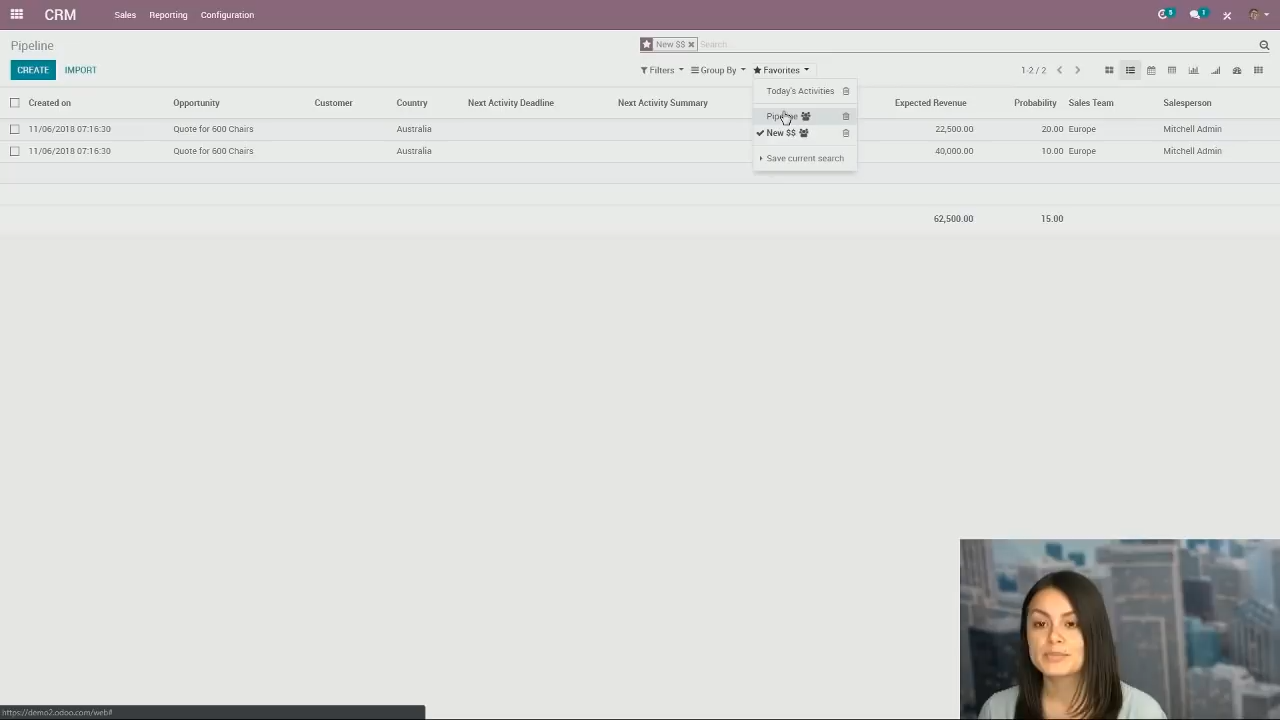 CRM Sales Reporting Configuration 5 1
Pipeline
New $$ Search...
CREATE IMPORT
Filters Group By Favorites 1-2 / 2
Today's Activities
Pipeline
New $$
Save current search
Created on Opportunity Customer Country Next Activity Deadline Next Activity Summary Expected Revenue Probability Sales Team Salesperson
11/06/2018 07:16:30 Quote for 600 Chairs Australia 22,500.00 20.00 Europe Mitchell Admin
11/06/2018 07:16:30 Quote for 600 Chairs Australia 40,000.00 10.00 Europe Mitchell Admin
62,500.00 15.00
https://demo2.odoo.com/web#